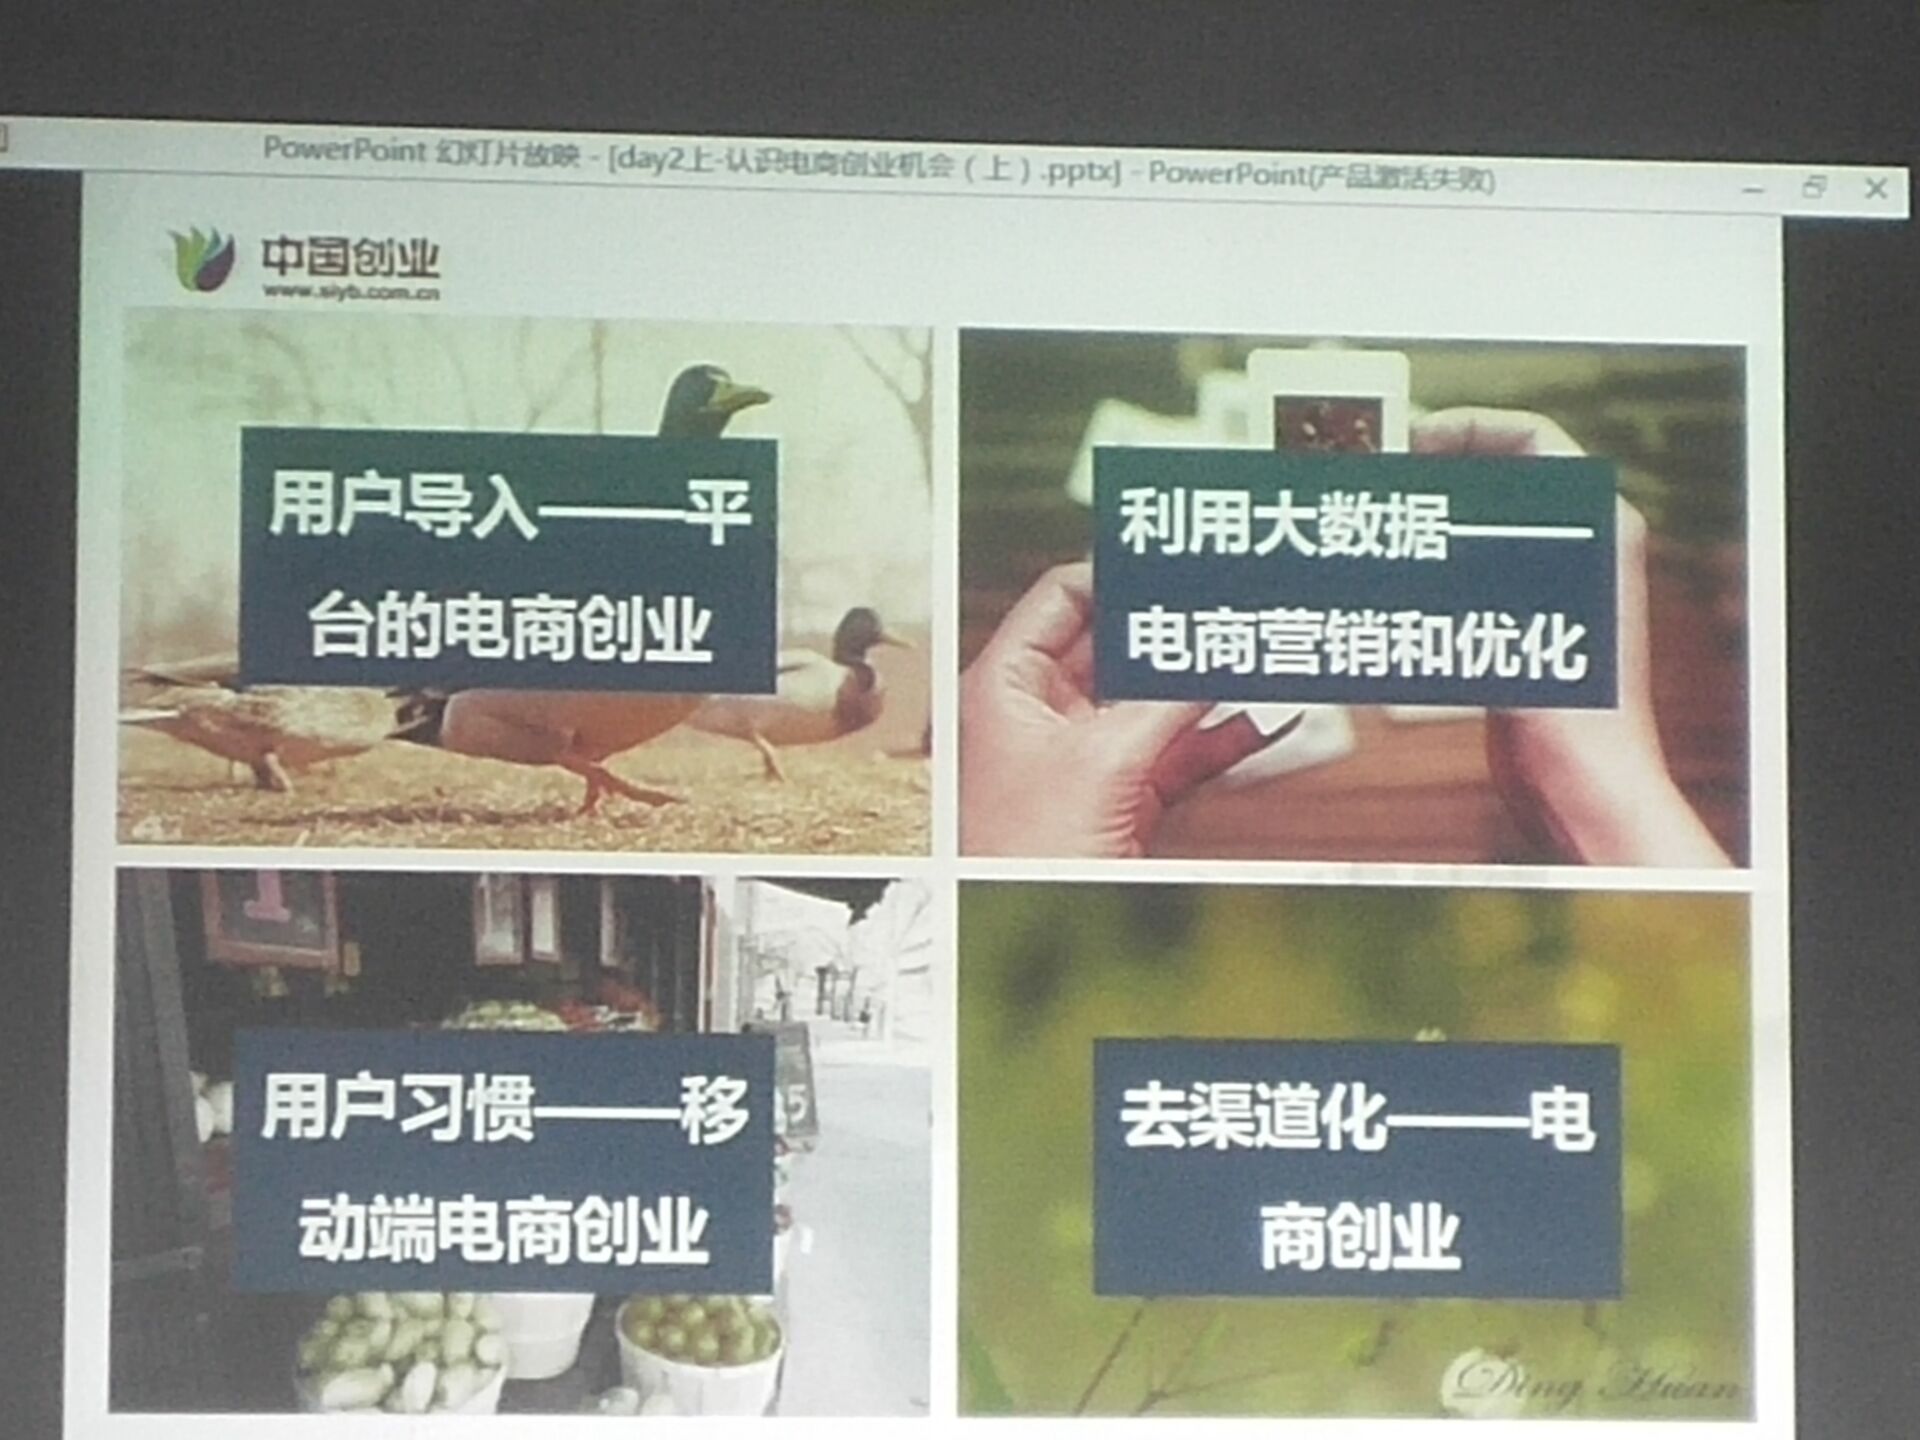 PowerPoint 幻灯片放映 - [day2上-认识电商创业机会（上）.pptx] - PowerPoint(产品激活失败)
中国创业
www.siyb.com.cn
用户导入——平
台的电商创业
利用大数据——
电商营销和优化
1
用户习惯——移
动端电商创业
去渠道化——电
商创业
Ding Huan